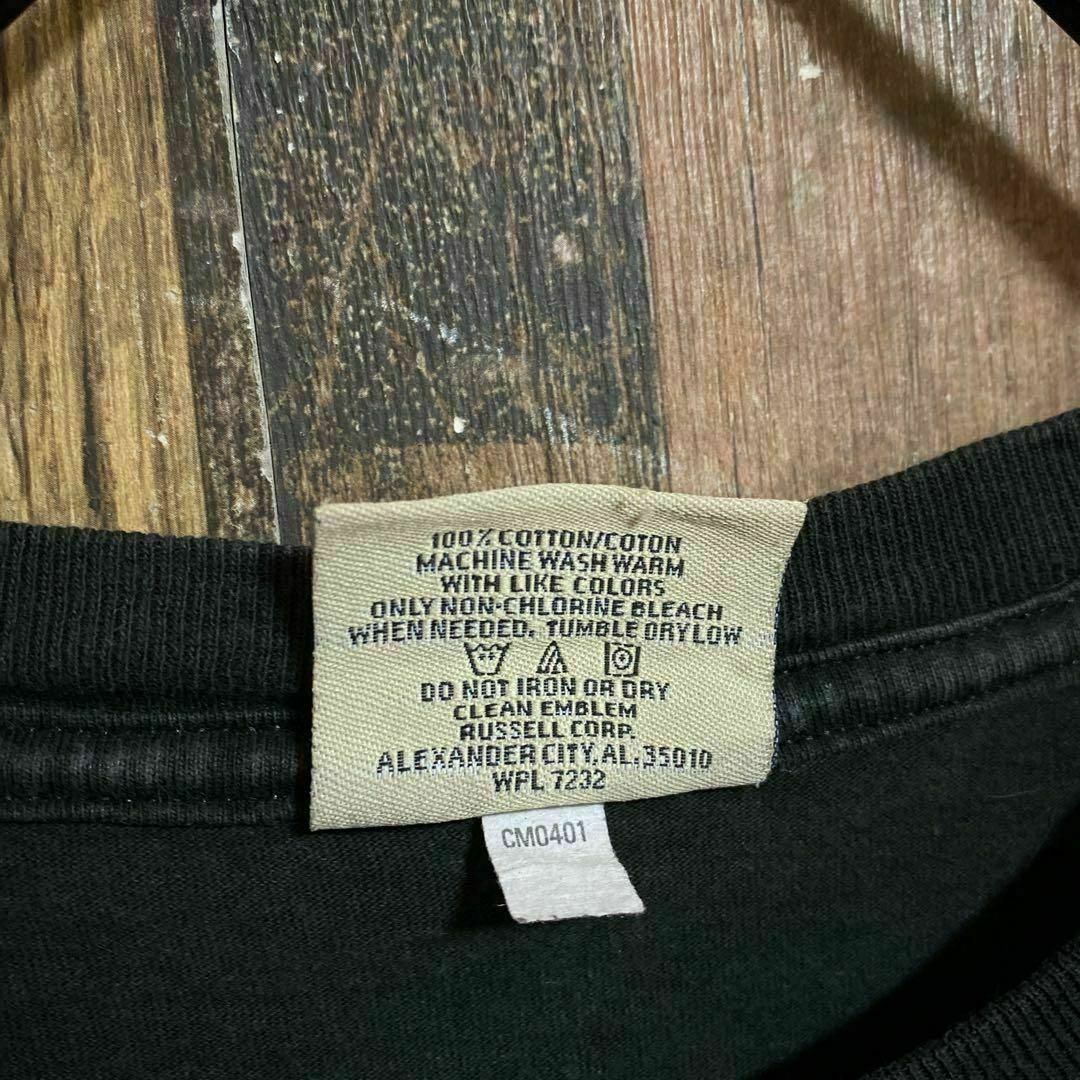 100% COTTON/COTON
MACHINE WASH WARM
WITH LIKE COLORS
ONLY NON-CHLORINE BLEACH
WHEN NEEDED. TUMBLE DRY LOW
DO NOT IRON OR DRY
CLEAN EMBLEM
RUSSELL CORP.
ALEXANDER CITY, AL. 35010
WPL 7232
CM0401